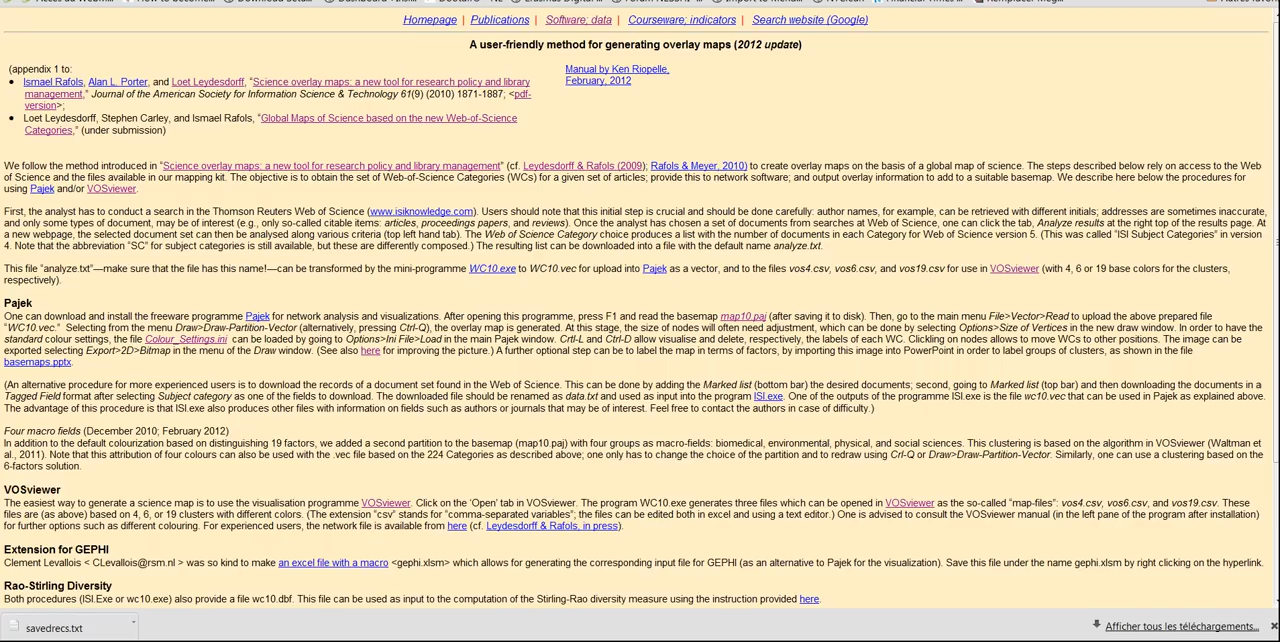 Homepage | Publications | Software; data | Courseware; indicators | Search website (Google)
A user-friendly method for generating overlay maps (2012 update)
(appendix 1 to:
Manual by Ken Riopelle,
February, 2012
• Ismael Rafols, Alan L. Porter, and Loet Leydesdorff, “Science overlay maps: a new tool for research policy and library
management,” Journal of the American Society for Information Science & Technology 61(9) (2010) 1871-1887; <pdf-
version>;
• Loet Leydesdorff, Stephen Carley, and Ismael Rafols, “Global Maps of Science based on the new Web-of-Science
Categories,” (under submission)
We follow the method introduced in “Science overlay maps: a new tool for research policy and library management” (cf. Leydesdorff & Rafols (2009); Rafols & Meyer, 2010) to create overlay maps on the basis of a global map of science. The steps described below rely on access to the Web
of Science and the files available in our mapping kit. The objective is to obtain the set of Web-of-Science Categories (WCs) for a given set of articles; provide this to network software; and output overlay information to add to a suitable basemap. We describe here below the procedures for
using Pajek and/or VOSviewer.
First, the analyst has to conduct a search in the Thomson Reuters Web of Science (www.isiknowledge.com). Users should note that this initial step is crucial and should be done carefully: author names, for example, can be retrieved with different initials; addresses are sometimes inaccurate,
and only some types of document, may be of interest (e.g., only so-called citable items: articles, proceedings papers, and reviews). Once the analyst has chosen a set of documents from searches at Web of Science, one can click the tab, Analyze results at the right top of the results page. At
a new webpage, the selected document set can then be analysed along various criteria (top left hand tab). The Web of Science Category choice produces a list with the number of documents in each Category for Web of Science version 5. (This was called “ISI Subject Categories” in version
4. Note that the abbreviation “SC” for subject categories is still available, but these are differently composed.) The resulting list can be downloaded into a file with the default name analyze.txt.
This file “analyze.txt”—make sure that the file has this name!—can be transformed by the mini-programme WC10.exe to WC10.vec for upload into Pajek as a vector, and to the files vos4.csv, vos6.csv, and vos19.csv for use in VOSviewer (with 4, 6 or 19 base colors for the clusters,
respectively).
Pajek
One can download and install the freeware programme Pajek for network analysis and visualizations. After opening this programme, press F1 and read the basemap map10.paj (after saving it to disk). Then, go to the main menu File>Vector>Read to upload the above prepared file
“WC10.vec.” Selecting from the menu Draw>Draw-Partition-Vector (alternatively, pressing Ctrl-Q), the overlay map is generated. At this stage, the size of nodes will often need adjustment, which can be done by selecting Options>Size of Vertices in the new draw window. In order to have the
standard colour settings, the file Colour_Settings.ini can be loaded by going to Options>Ini File>Load in the main Pajek window. Crtl-L and Ctrl-D allow visualise and delete, respectively, the labels of each WC. Clicking on nodes allows to move WCs to other positions. The image can be
exported selecting Export>2D>Bitmap in the menu of the Draw window. (See also here for improving the picture.) A further optional step can be to label the map in terms of factors, by importing this image into PowerPoint in order to label groups of clusters, as shown in the file
basemaps.pptx.
(An alternative procedure for more experienced users is to download the records of a document set found in the Web of Science. This can be done by adding the Marked list (bottom bar) the desired documents; second, going to Marked list (top bar) and then downloading the documents in a
Tagged Field format after selecting Subject category as one of the fields to download. The downloaded file should be renamed as data.txt and used as input into the program ISI.exe. One of the outputs of the programme ISI.exe is the file wc10.vec that can be used in Pajek as explained above.
The advantage of this procedure is that ISI.exe also produces other files with information on fields such as authors or journals that may be of interest. Feel free to contact the authors in case of difficulty.)
Four macro fields (December 2010; February 2012)
In addition to the default colourization based on distinguishing 19 factors, we added a second partition to the basemap (map10.paj) with four groups as macro-fields: biomedical, environmental, physical, and social sciences. This clustering is based on the algorithm in VOSviewer (Waltman et
al., 2011). Note that this attribution of four colours can also be used with the .vec file based on the 224 Categories as described above; one only has to change the choice of the partition and to redraw using Crl-Q or Draw>Draw-Partition-Vector. Similarly, one can use a clustering based on the
6-factors solution.
VOSviewer
The easiest way to generate a science map is to use the visualisation programme VOSviewer. Click on the ‘Open’ tab in VOSviewer. The program WC10.exe generates three files which can be opened in VOSviewer as the so-called “map-files”: vos4.csv, vos6.csv, and vos19.csv. These
files are (as above) based on 4, 6, or 19 clusters with different colors. (The extension “csv” stands for “comma-separated variables”; the files can be edited both in excel and using a text editor.) One is advised to consult the VOSviewer manual (in the left pane of the program after installation)
for further options such as different colouring. For experienced users, the network file is available from here (cf. Leydesdorff & Rafols, in press).
Extension for GEPHI
Clement Levallois < CLevallois@rsm.nl > was so kind to make an excel file with a macro <gephi.xlsm> which allows for generating the corresponding input file for GEPHI (as an alternative to Pajek for the visualization). Save this file under the name gephi.xlsm by right clicking on the hyperlink.
Rao-Stirling Diversity
Both procedures (ISI.Exe or wc10.exe) also provide a file wc10.dbf. This file can be used as input to the computation of the Stirling-Rao diversity measure using the instruction provided here.
savedrecs.txt
Afficher tous les téléchargements...